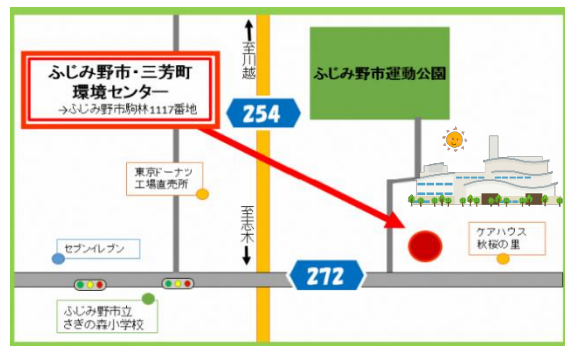 ふじみ野市・三芳町
環境センター
→ふじみ野市駒林1117番地
至川越
ふじみ野市運動公園
254
東京ドーナツ
工場直売所
至志木
ケアハウス
秋桜の里
セブンイレブン
272
ふじみ野市立
さぎの森小学校